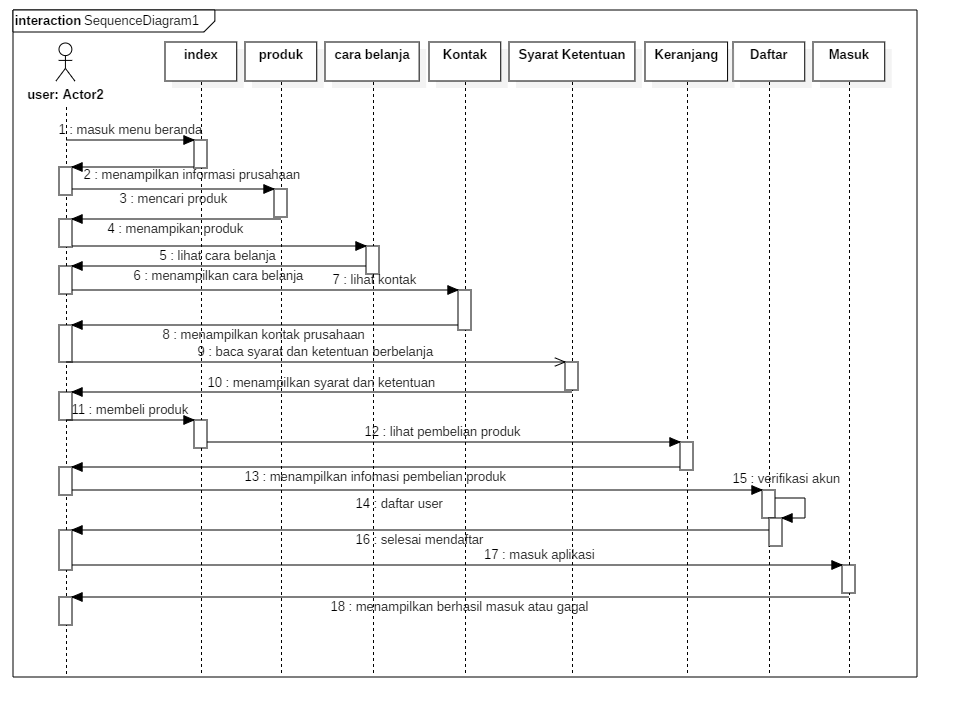 interaction SequenceDiagram1
index
produk
cara belanja
Kontak
Syarat Ketentuan
Keranjang
Daftar
Masuk
user: Actor2
1 : masuk menu beranda
2 : menampilkan informasi prusahaan
3 : mencari produk
4 : menampikan produk
5 : lihat cara belanja
6 : menampilkan cara belanja
7 : lihat kontak
8 : menampilkan kontak prusahaan
9 : baca syarat dan ketentuan berbelanja
10 : menampilkan syarat dan ketentuan
11 : membeli produk
12 : lihat pembelian produk
13 : menampilkan infomasi pembelian produk
15 : verifikasi akun
14 : daftar user
16 : selesai mendaftar
17 : masuk aplikasi
18 : menampilkan berhasil masuk atau gagal